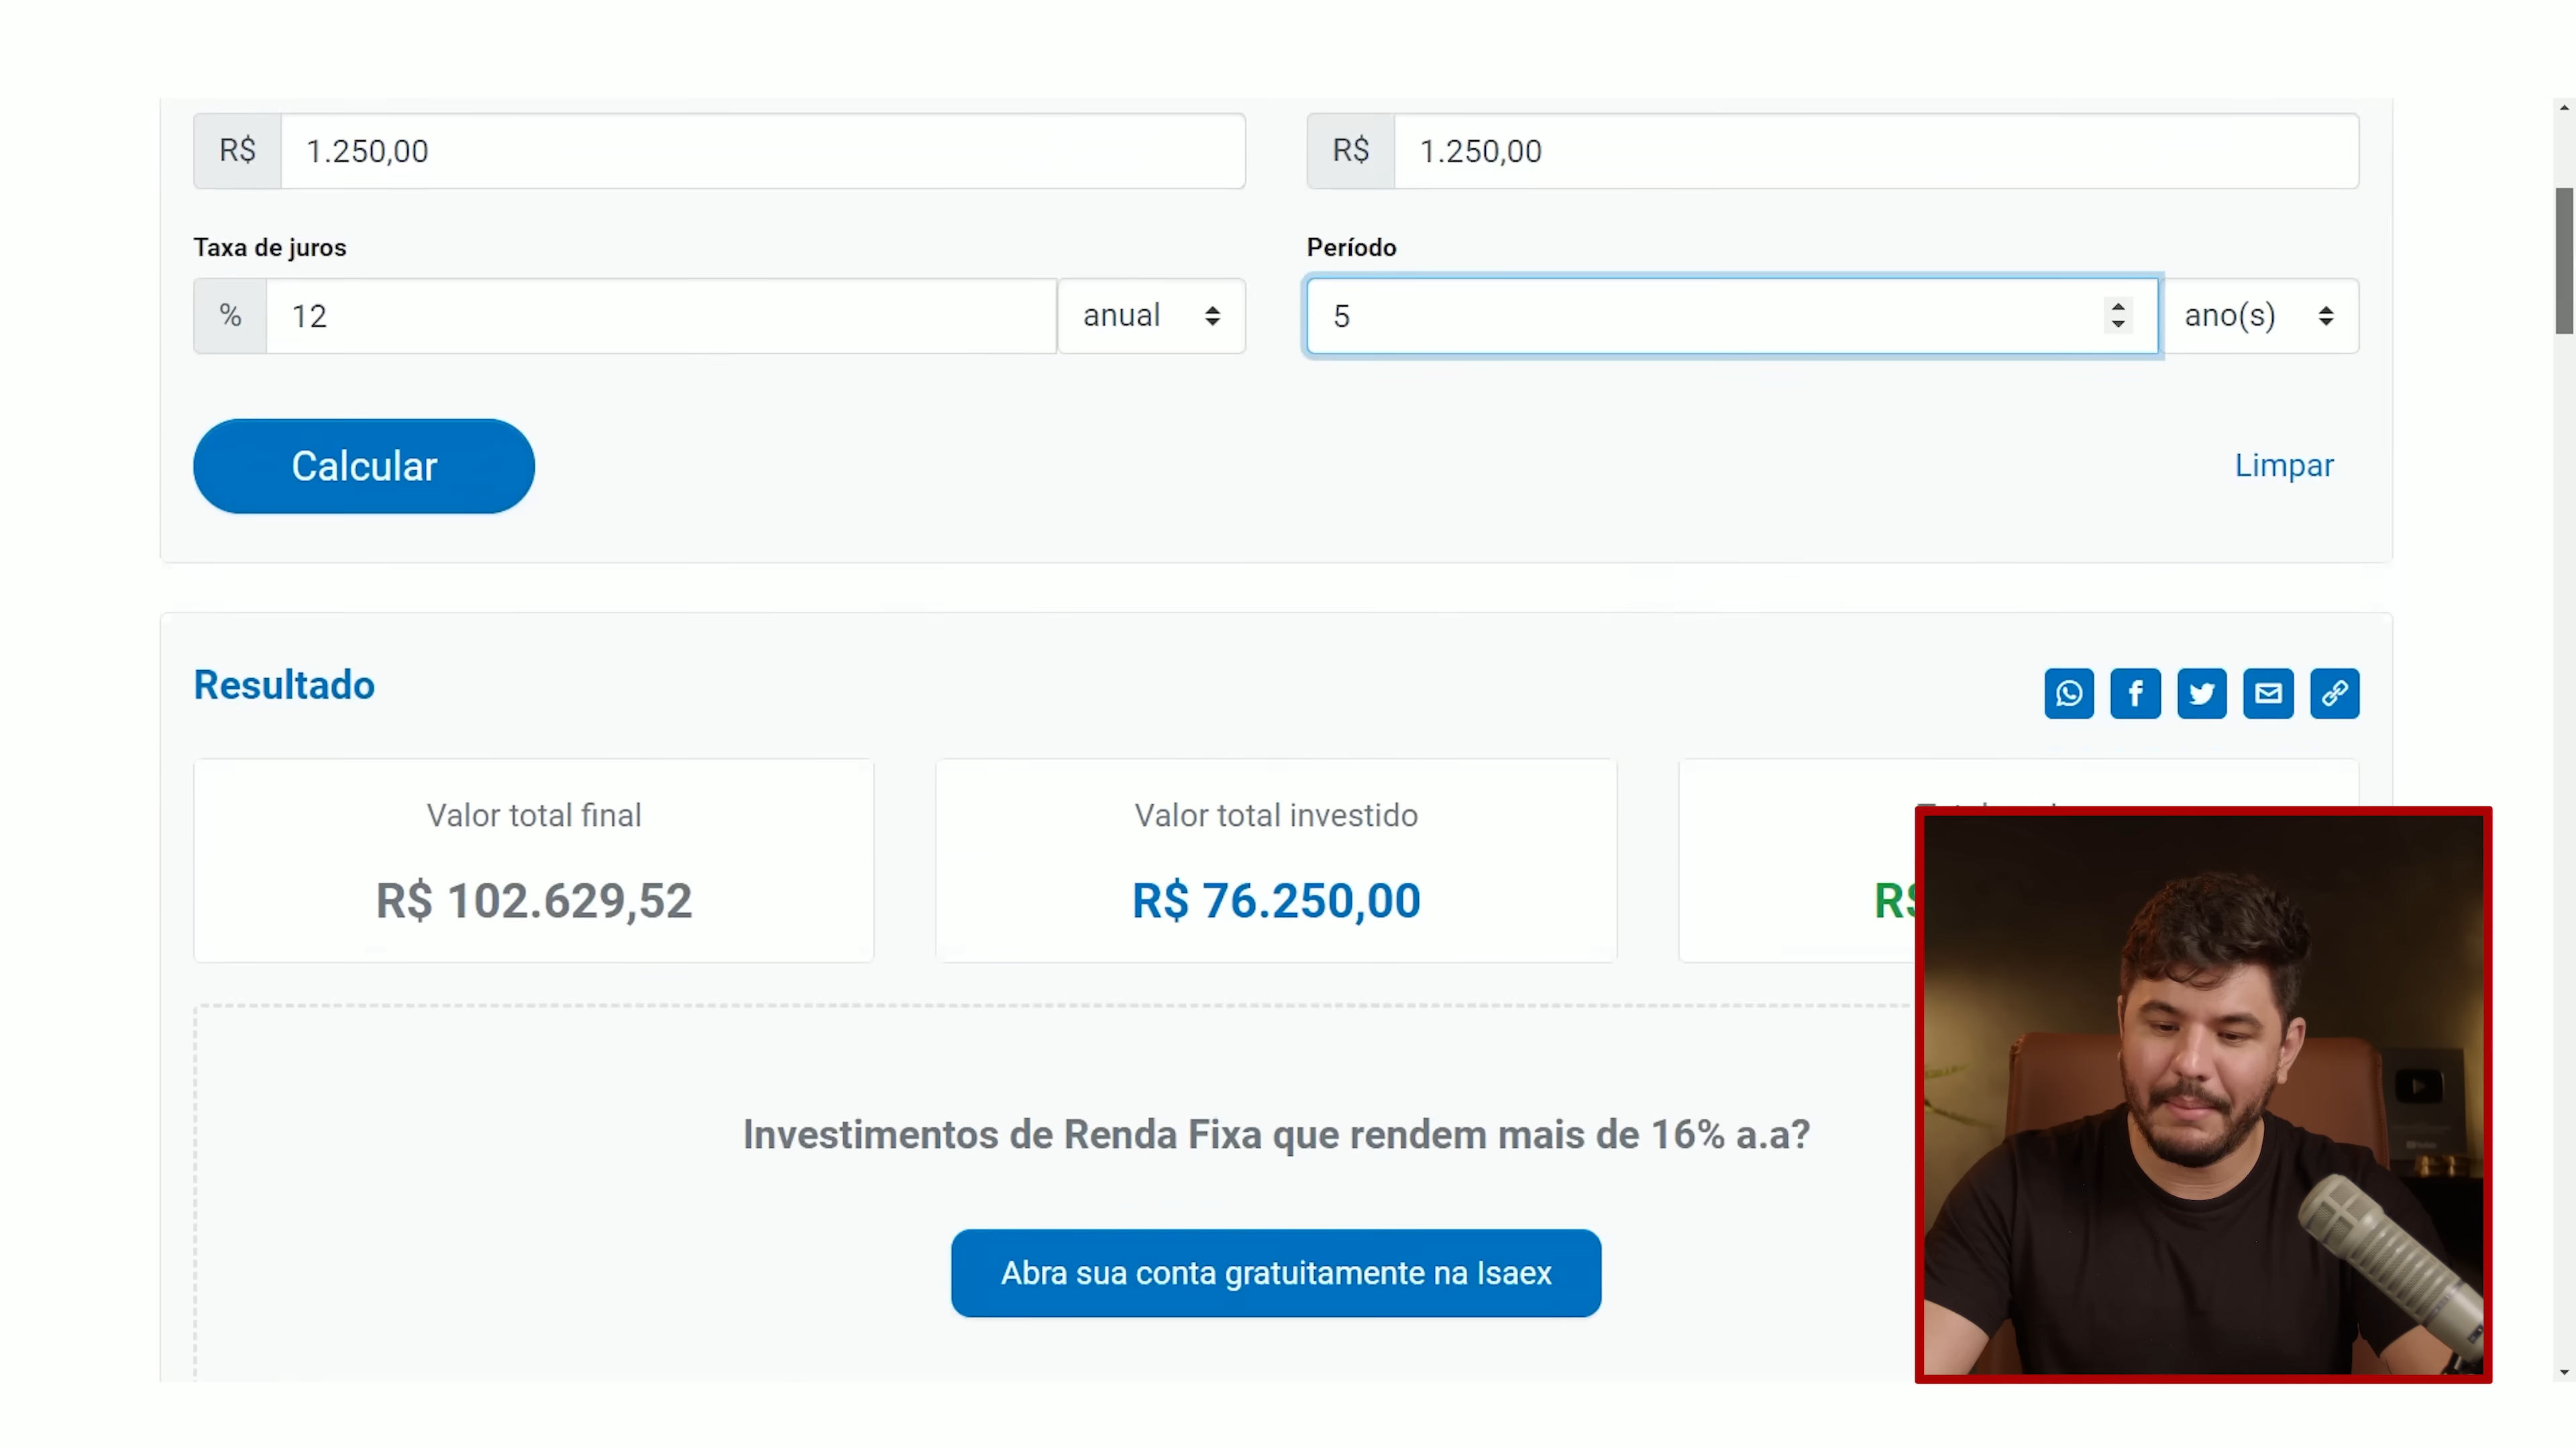 R$ 1.250,00 R$ 1.250,00
Taxa de juros Período
% 12 anual 5 ano(s)
Calcular Limpar
Resultado
Valor total final Valor total investido
R$ 102.629,52 R$ 76.250,00 R$
Investimentos de Renda Fixa que rendem mais de 16% a.a?
Abra sua conta gratuitamente na Isaex